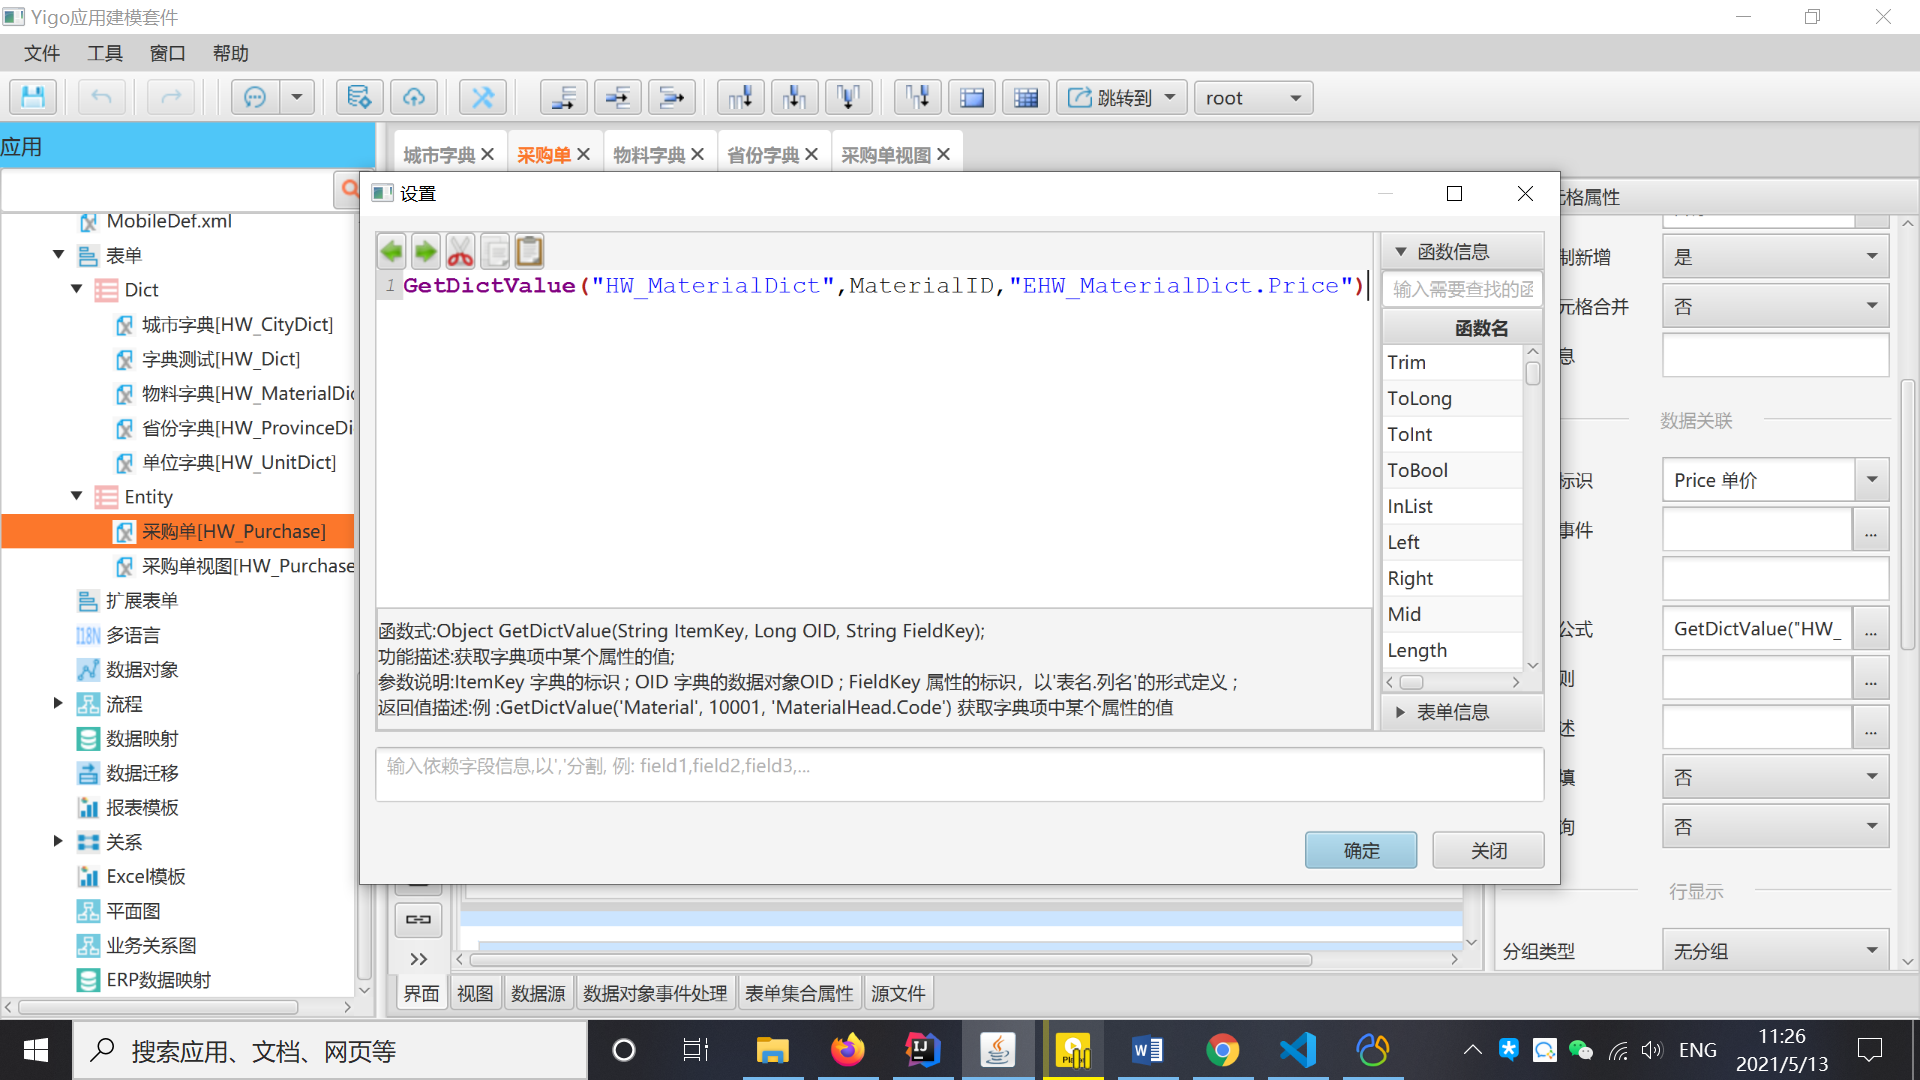 Yigo应用建模套件
文件 工具 窗口 帮助
跳转到 root
应用
城市字典 采购单 物料字典 省份字典 采购单视图
MobileDef.xml
表单
Dict
城市字典[HW_CityDict]
字典测试[HW_Dict]
物料字典[HW_MaterialDic
省份字典[HW_ProvinceDi
单位字典[HW_UnitDict]
Entity
采购单[HW_Purchase]
采购单视图[HW_Purchase
扩展表单
I18N 多语言
数据对象
流程
数据映射
数据迁移
报表模板
关系
Excel模板
平面图
业务关系图
ERP数据映射
设置
1 GetDictValue("HW_MaterialDict",MaterialID,"EHW_MaterialDict.Price")
函数式:Object GetDictValue(String ItemKey, Long OID, String FieldKey);
功能描述:获取字典项中某个属性的值;
参数说明:ItemKey 字典的标识 ; OID 字典的数据对象OID ; FieldKey 属性的标识，以'表名.列名'的形式定义 ;
返回值描述:例 :GetDictValue('Material', 10001, 'MaterialHead.Code') 获取字典项中某个属性的值
函数信息
输入需要查找的函
函数名
Trim
ToLong
ToInt
ToBool
InList
Left
Right
Mid
Length
表单信息
输入依赖字段信息,以','分割, 例: field1,field2,field3,...
确定 关闭
元格属性
制新增 是
元格合并 否
息
数据关联
标识 Price 单价
事件 ...
公式 GetDictValue("HW_ ...
则 ...
述 ...
填 否
询 否
行显示
分组类型 无分组
界面 视图 数据源 数据对象事件处理 表单集合属性 源文件
搜索应用、文档、网页等
ENG
11:26
2021/5/13